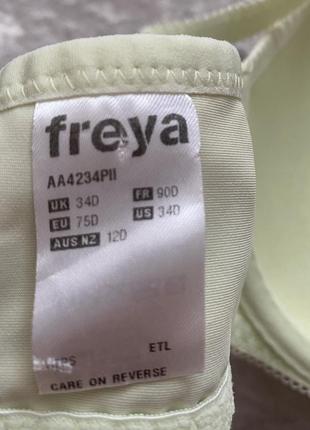 freya
AA4234PII
UK 34D FR 90D
EU 75D US 34D
AUS NZ 12D
ETL
CARE ON REVERSE